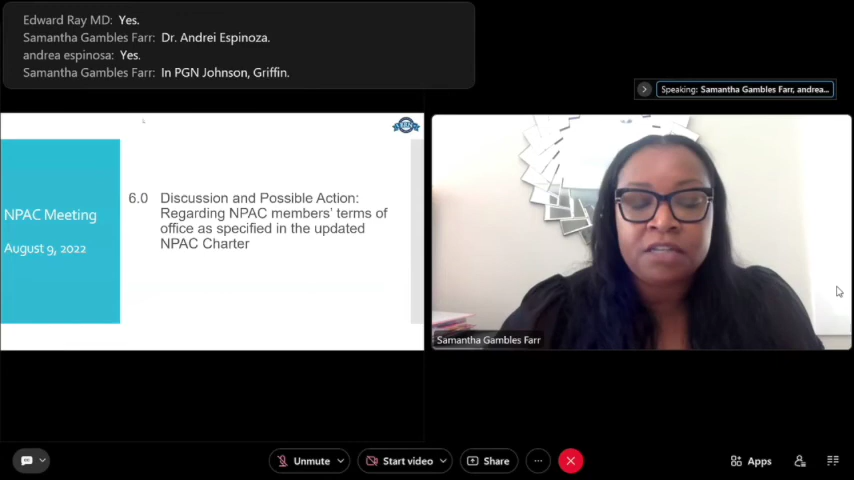 Edward Ray MD: Yes.
Samantha Gambles Farr: Dr. Andrei Espinoza.
andrea espinosa: Yes.
Samantha Gambles Farr: In PGN Johnson, Griffin.
Speaking: Samantha Gambles Farr, andrea...
NPAC Meeting
August 9, 2022
6.0 Discussion and Possible Action:
Regarding NPAC members' terms of
office as specified in the updated
NPAC Charter
Samantha Gambles Farr
Unmute
Start video
Share
Apps